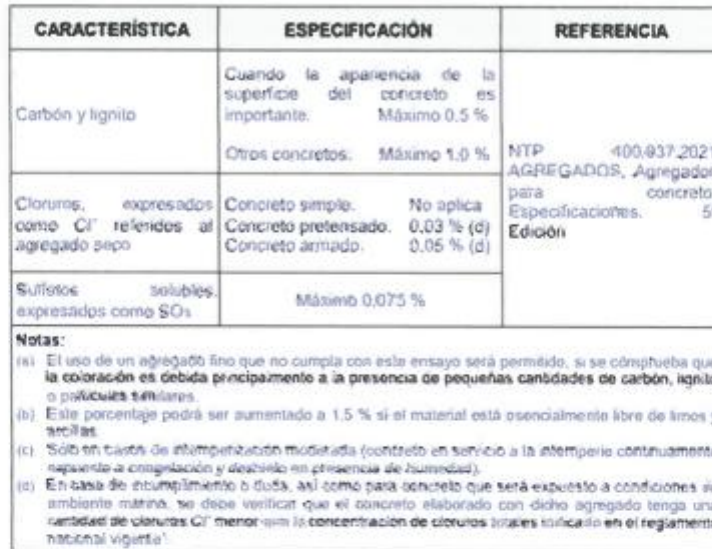 CARACTERÍSTICA ESPECIFICACIÓN REFERENCIA
Carbón y lignito
Cuando la apariencia de la
superficie del concreto es
importante. Máximo 0.5 %
Otros concretos. Máximo 1.0 %
Cloruros, expresados
como Cl⁻ referidos al
agregado seco
Concreto simple. No aplica
Concreto pretensado. 0,03 % (d)
Concreto armado. 0,05 % (d)
Sulfatos solubles,
expresados como SO₃
Máximo 0,075 %
NTP 400.037.2021
AGREGADOS. Agregados
para concreto.
Especificaciones. 5
Edición
Notas:
(a) El uso de un agregado fino que no cumpla con este ensayo será permitido, si se comprueba que
la coloración es debida principalmente a la presencia de pequeñas cantidades de carbón, lignito
o partículas similares.
(b) Este porcentaje podrá ser aumentado a 1.5 % si el material está esencialmente libre de limos y
arcillas.
(c) Sólo en casos de intemperización moderada (concreto en servicio a la intemperie continuamente
expuesto a congelación y deshielo en presencia de humedad).
(d) En caso de incumplimiento o duda, así como para concreto que será expuesto a condiciones
ambiente marina, se debe verificar que el concreto elaborado con dicho agregado tenga una
cantidad de cloruros Cl⁻ menor que la concentración de cloruros totales indicado en el reglamento
nacional vigente".